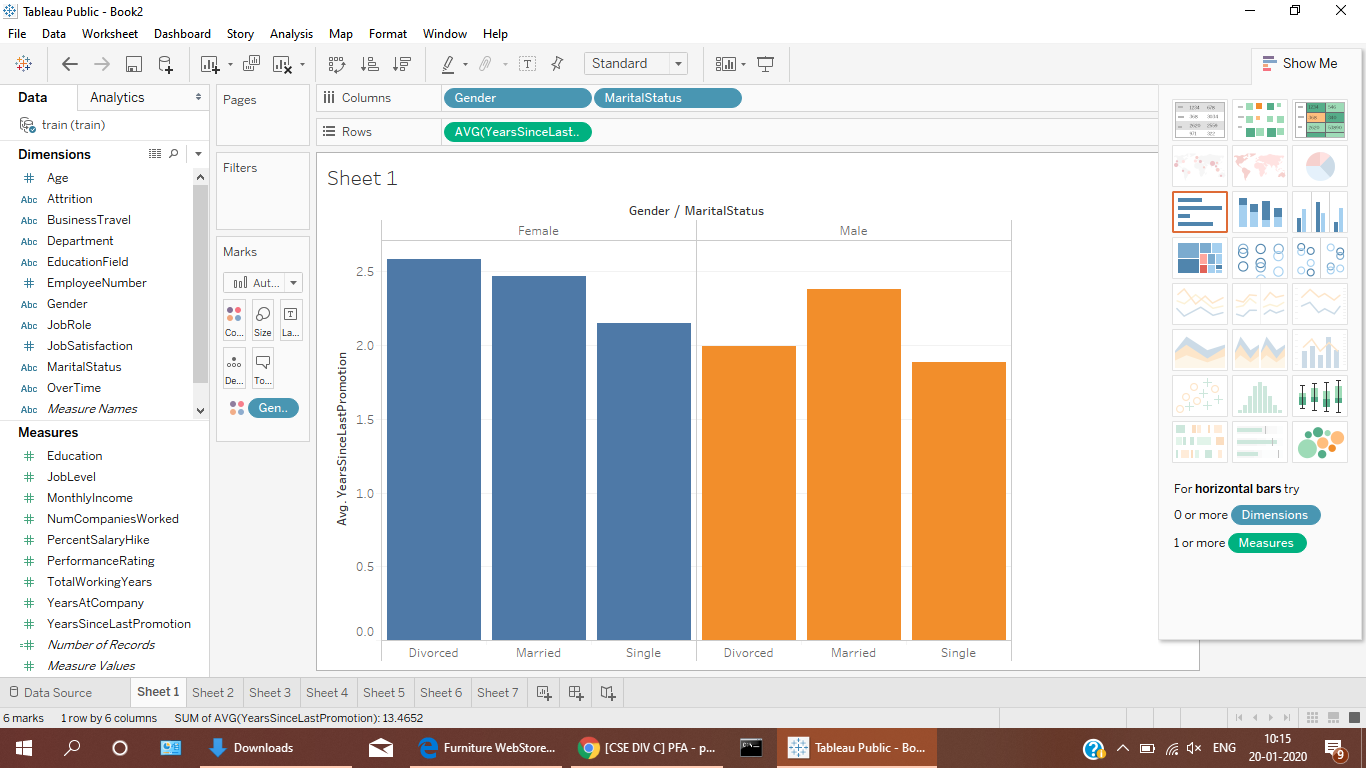 Tableau Public - Book2
File Data Worksheet Dashboard Story Analysis Map Format Window Help
Standard
Show Me
Data Analytics
train (train)
Dimensions
Age
Abc Attrition
Abc BusinessTravel
Abc Department
Abc EducationField
EmployeeNumber
Abc Gender
Abc JobRole
JobSatisfaction
Abc MaritalStatus
Abc OverTime
Abc Measure Names
Measures
Education
JobLevel
MonthlyIncome
NumCompaniesWorked
PercentSalaryHike
PerformanceRating
TotalWorkingYears
YearsAtCompany
YearsSinceLastPromotion
Number of Records
Measure Values
Pages
Filters
Marks
Aut...
Co... Size La...
De... To...
Gen..
Columns Gender MaritalStatus
Rows AVG(YearsSinceLast..
Sheet 1
Gender / MaritalStatus
Female Male
Avg. YearsSinceLastPromotion
2.5
2.0
1.5
1.0
0.5
0.0
Divorced Married Single Divorced Married Single
For horizontal bars try
0 or more Dimensions
1 or more Measures
Data Source Sheet 1 Sheet 2 Sheet 3 Sheet 4 Sheet 5 Sheet 6 Sheet 7
6 marks 1 row by 6 columns SUM of AVG(YearsSinceLastPromotion): 13.4652
Downloads Furniture WebStore... [CSE DIV C] PFA - p... Tableau Public - Bo... ENG 10:15
20-01-2020 9